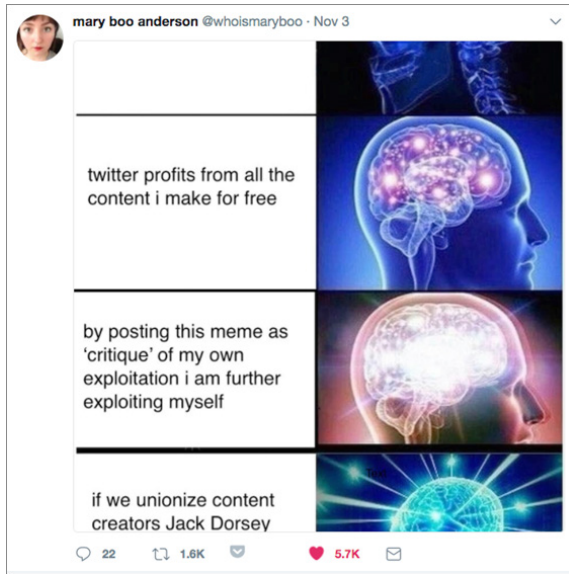 mary boo anderson @whoismaryboo · Nov 3
twitter profits from all the
content i make for free
by posting this meme as
‘critique’ of my own
exploitation i am further
exploiting myself
if we unionize content
creators Jack Dorsey
22 1.6K 5.7K